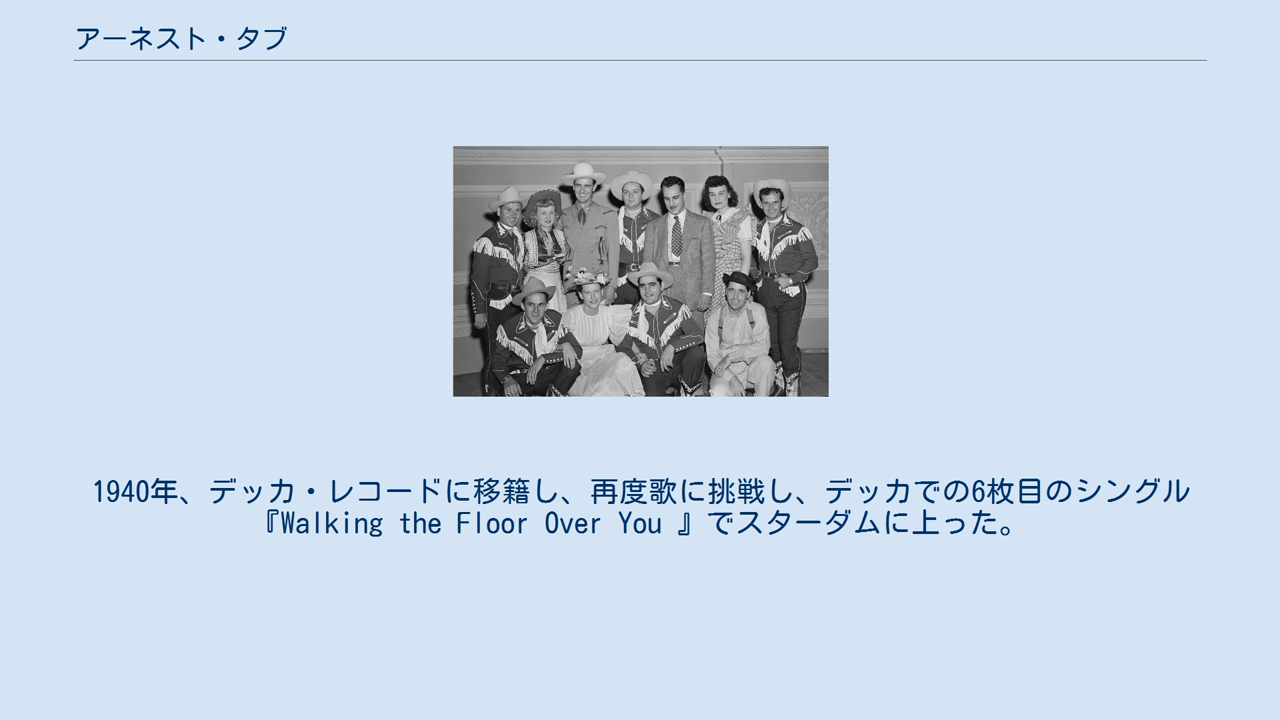 アーネスト・タブ
1940年、デッカ・レコードに移籍し、再度歌に挑戦し、デッカでの6枚目のシングル
『Walking the Floor Over You 』でスターダムに上った。